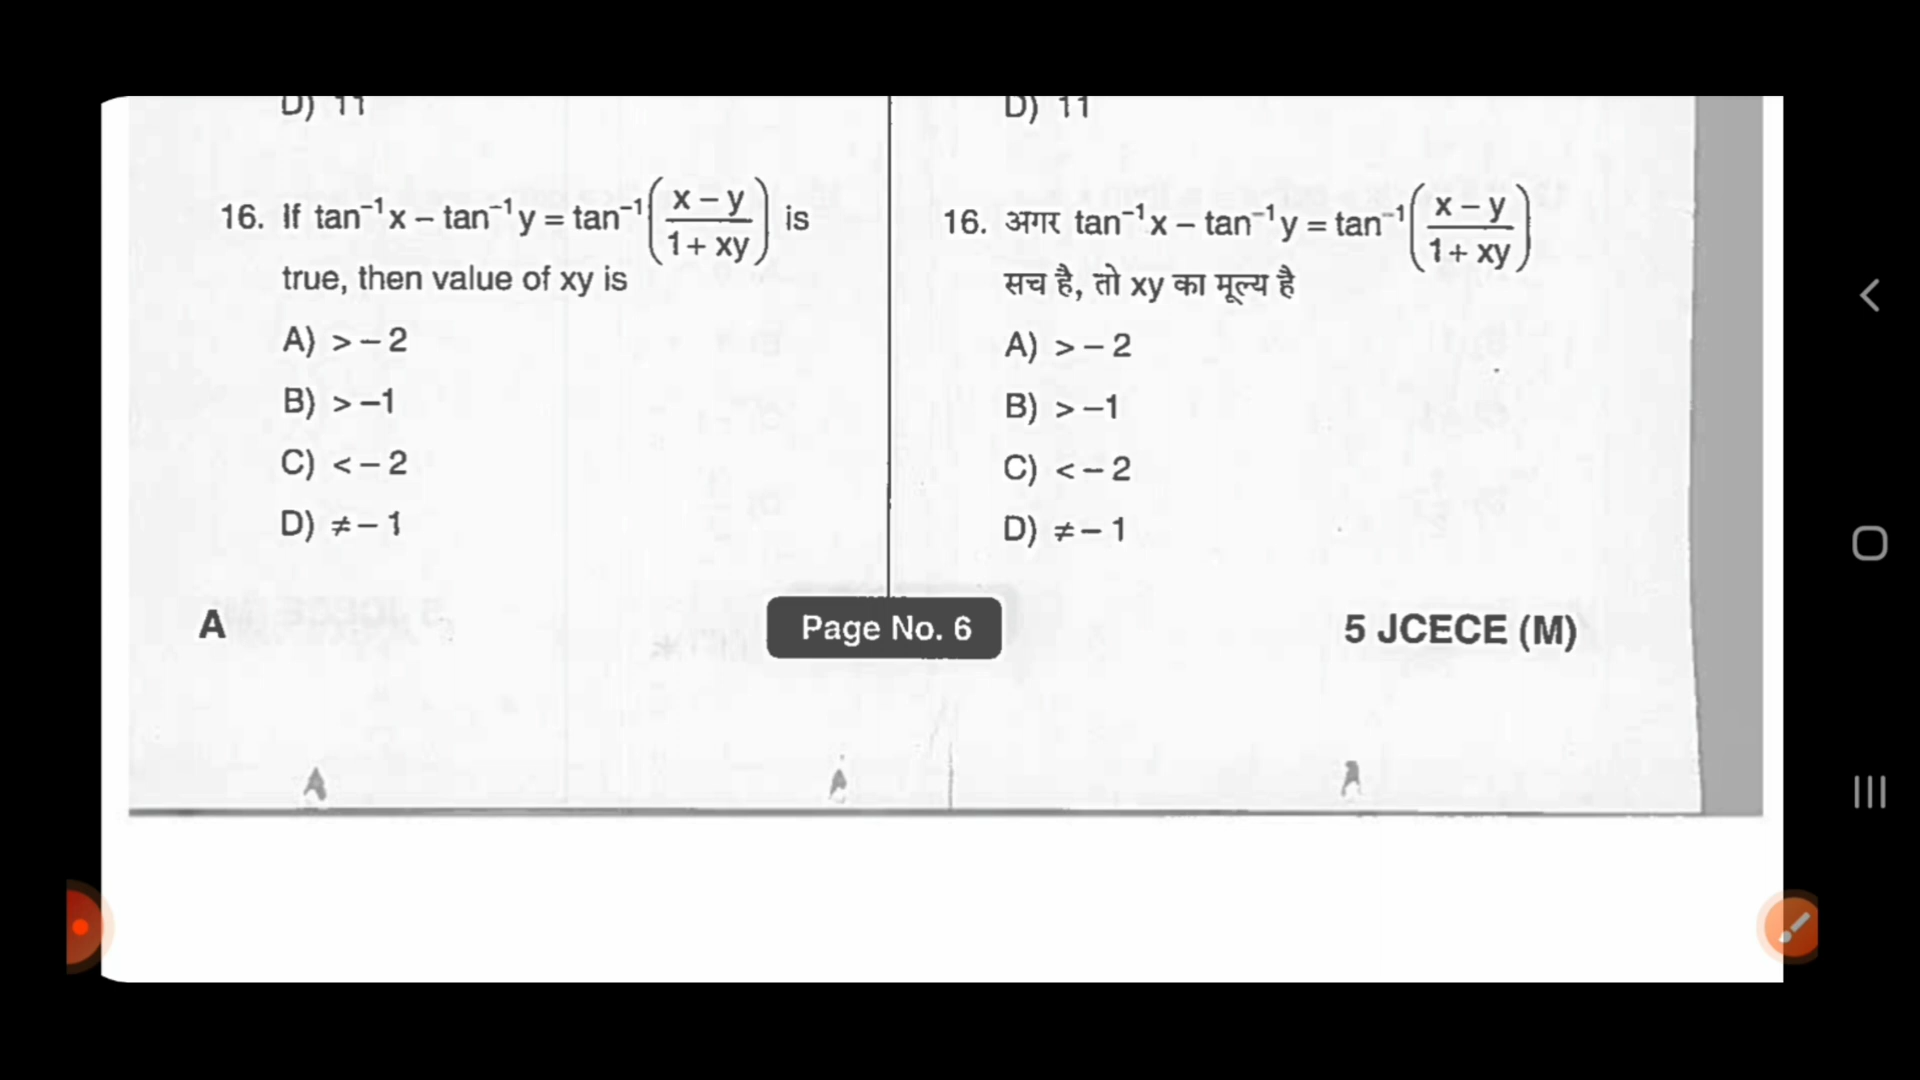 D) 11
16. If tan⁻¹x – tan⁻¹y = tan⁻¹((x – y)/(1 + xy)) is
true, then value of xy is
A) > – 2
B) > –1
C) < – 2
D) ≠ – 1
D) 11
16. अगर tan⁻¹x – tan⁻¹y = tan⁻¹((x – y)/(1 + xy))
सच है, तो xy का मूल्य है
A) > – 2
B) > –1
C) < – 2
D) ≠ – 1
A
Page No. 6
5 JCECE (M)
A
A
A